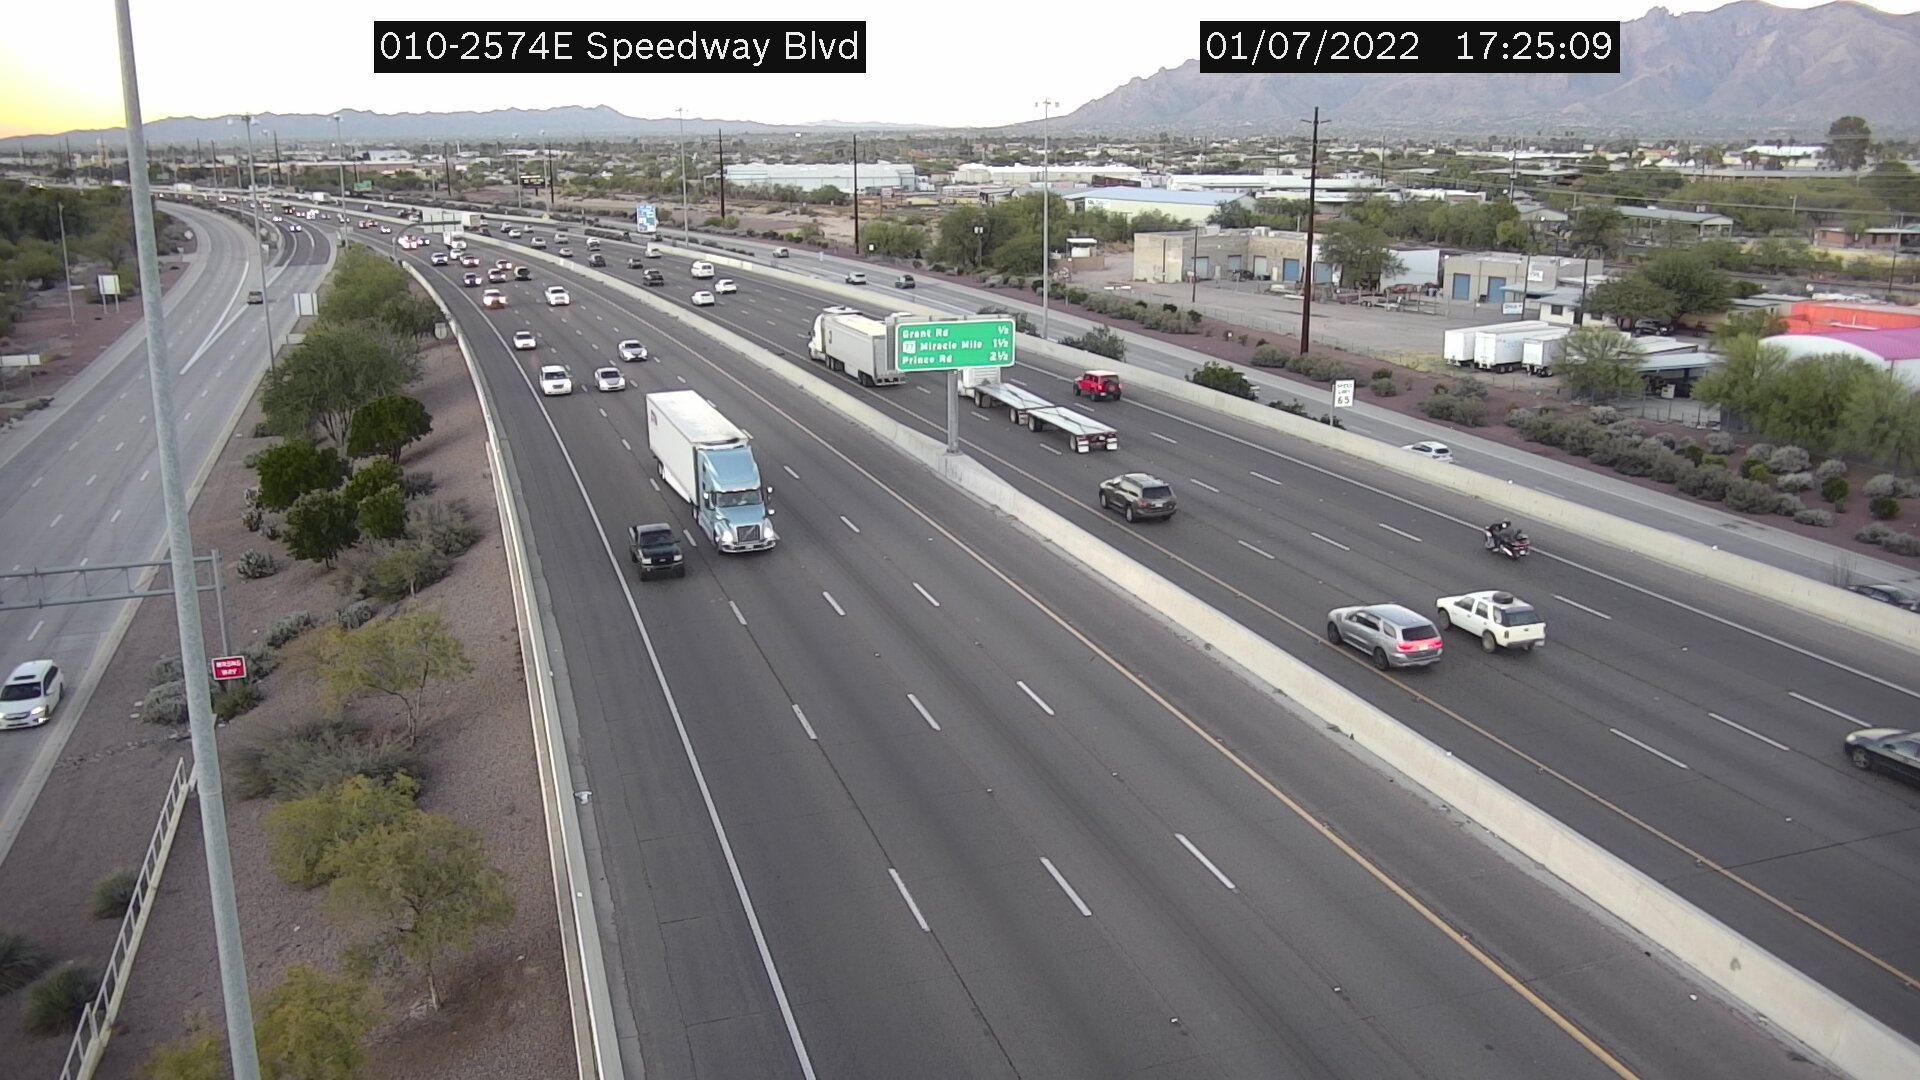 010-2574E Speedway Blvd
01/07/2022 17:25:09
Grant Rd ½
77 Miracle Mile 1½
Prince Rd 2½
SPEED
LIMIT
65
WRONG
WAY